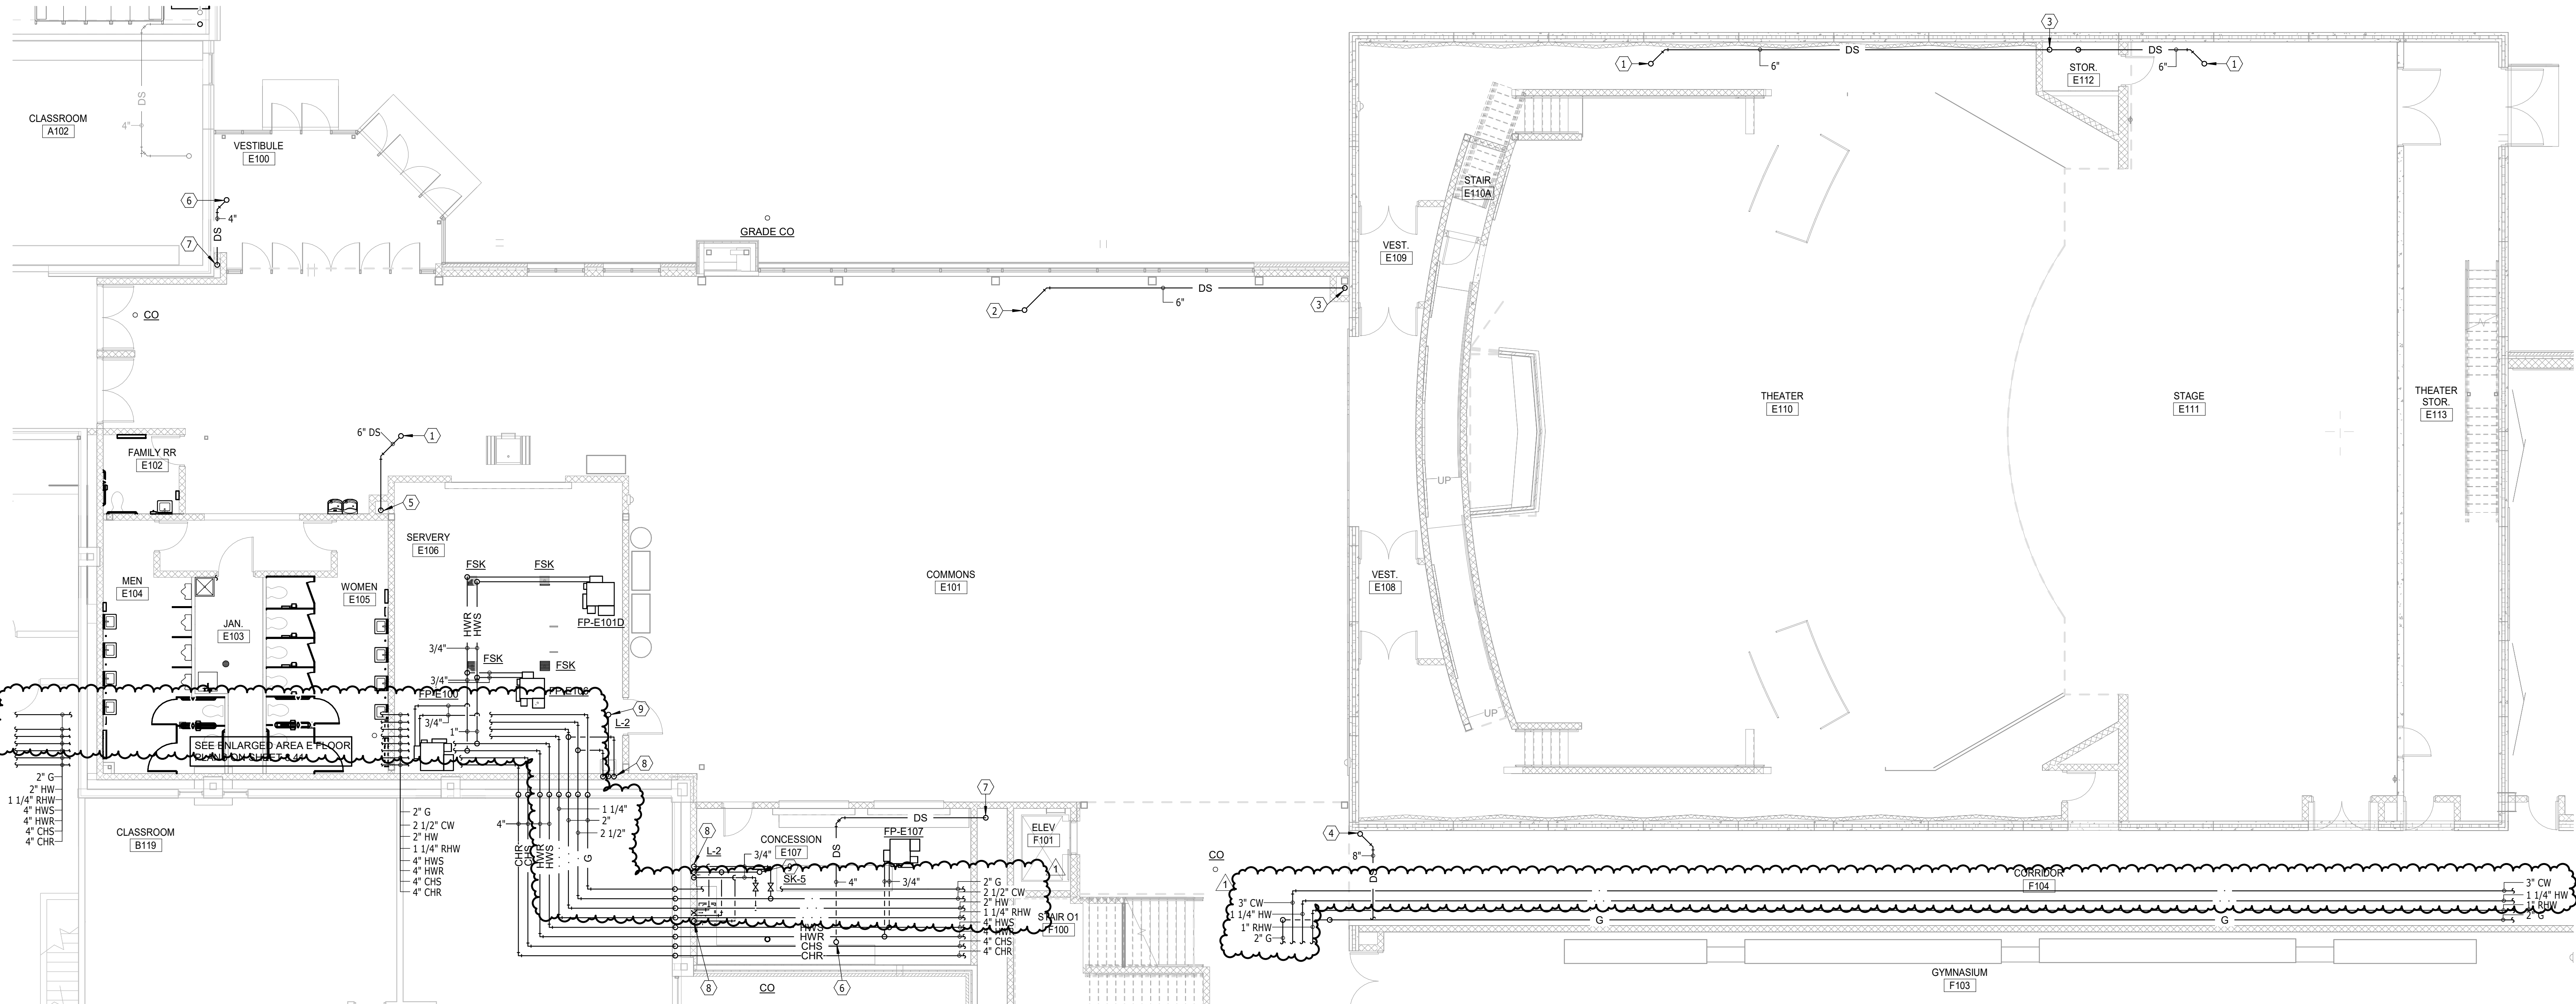 3
DS
DS
6"
6"
1
1
STOR.
E112
CLASSROOM
A102
DS
4"
VESTIBULE
E100
6
4"
DS
7
STAIR
E110A
GRADE CO
VEST.
E109
DS
6"
2
3
CO
THEATER
E110
STAGE
E111
THEATER
STOR.
E113
6" DS
1
FAMILY RR
E102
5
UP
SERVERY
E106
FSK
FSK
COMMONS
E101
VEST.
E108
MEN
E104
WOMEN
E105
JAN.
E103
HWR
HWS
FP-E101D
3/4"
FSK
FSK
3/4"
FP-E100
FP-E106
3/4"
1"
9
L-2
UP
SEE ENLARGED AREA E FLOOR
8
2" G
2" HW
1 1/4" RHW
4" HWS
4" HWR
4" CHS
4" CHR
CLASSROOM
B119
2" G
2 1/2" CW
2" HW
1 1/4" RHW
4" HWS
4" HWR
4" CHS
4" CHR
4"
1 1/4"
2"
2 1/2"
CHR
CHS
HWR
HWS
G
7
DS
8
CONCESSION
E107
L-2
3/4"
DS
FP-E107
SK-5
4"
3/4"
ELEV
F101
1
4
8"
DS
CO
1
2" G
2 1/2" CW
2" HW
1 1/4" RHW
4" HWS
4" HWR
4" CHS
4" CHR
STAIR O1
F100
HWS
HWR
CHS
CHR
8
CO
6
3" CW
1 1/4" HW
1" RHW
2" G
G
G
CORRIDOR
F104
3" CW
1 1/4" HW
1" RHW
2" G
GYMNASIUM
F103